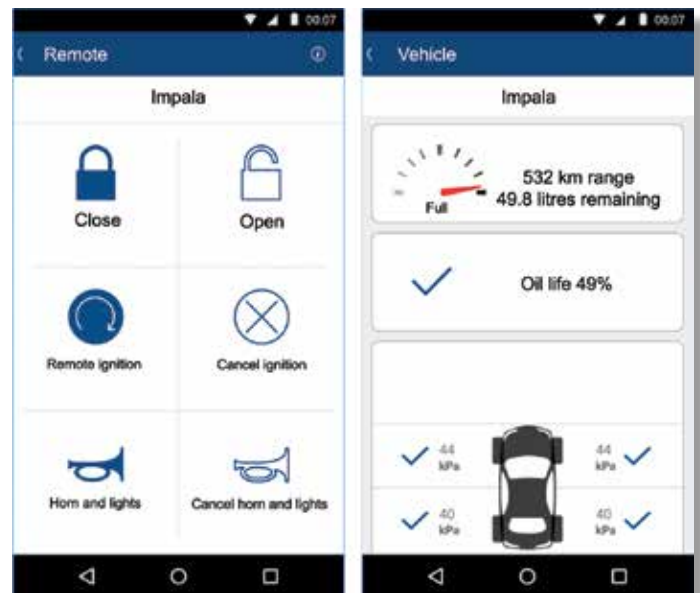 00:07
Remote
Impala
Close
Open
Remote ignition
Cancel ignition
Horn and lights
Cancel horn and lights
00:07
Vehicle
Impala
Full
532 km range
49.8 litres remaining
Oil life 49%
44
kPa
44
kPa
40
kPa
40
kPa